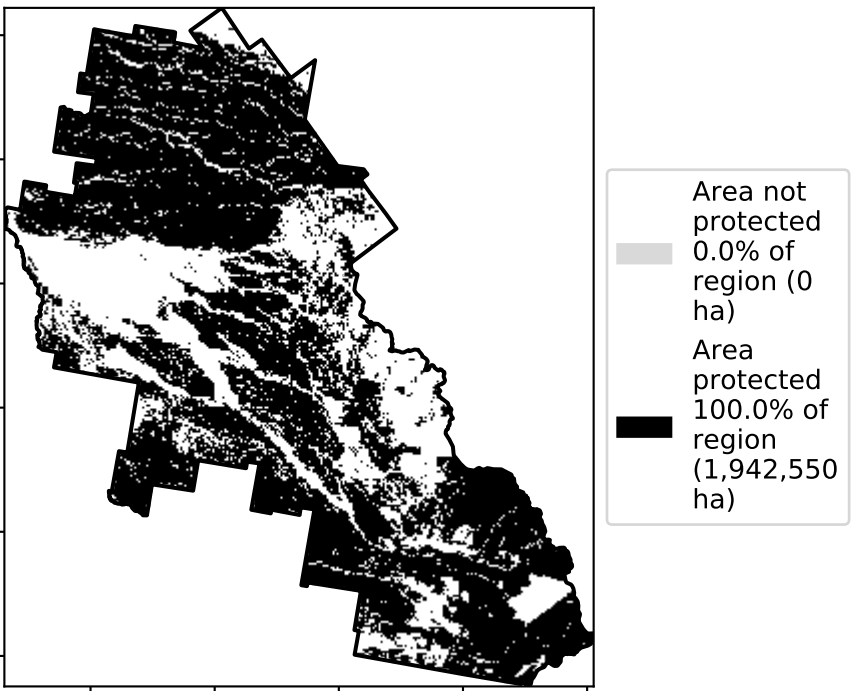 Area not
protected
0.0% of
region (0
ha)
Area
protected
100.0% of
region
(1,942,550
ha)